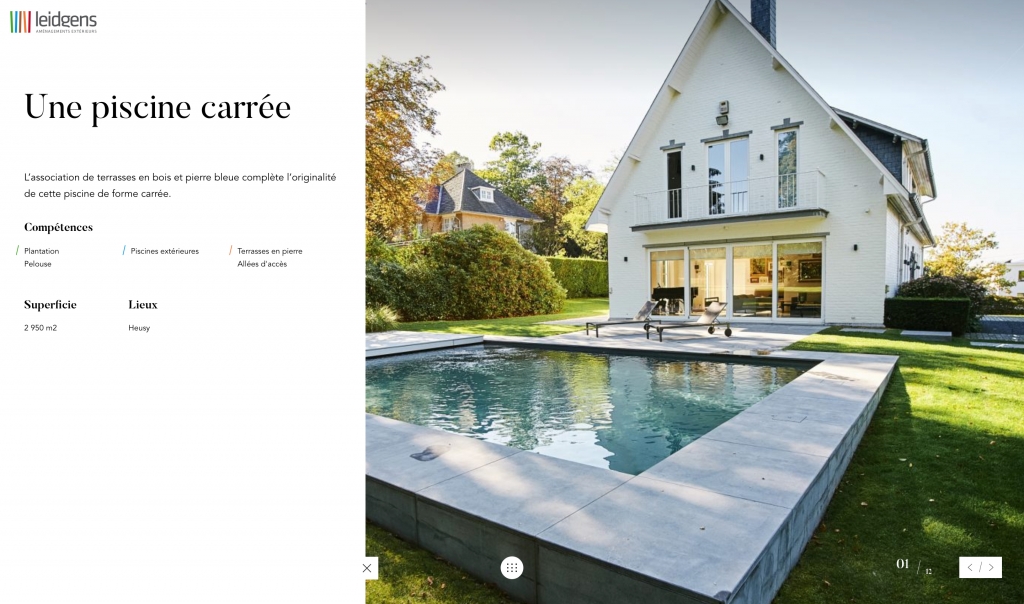 leidgens
AMÉNAGEMENTS EXTÉRIEURS
Une piscine carrée
L'association de terrasses en bois et pierre bleue complète l'originalité
de cette piscine de forme carrée.
Compétences
/ Plantation
Pelouse
/ Piscines extérieures
/ Terrasses en pierre
Allées d'accès
Superficie
2 950 m2
Lieux
Heusy
01 / 12
< / >